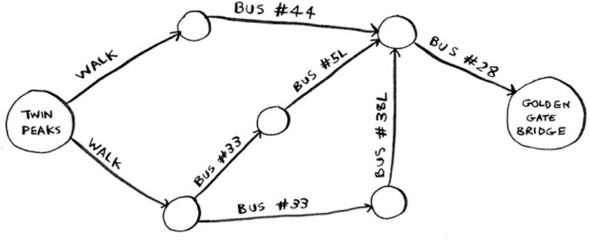 BUS #44
WALK
BUS #5L
BUS #28
TWIN
PEAKS
GOLDEN
GATE
BRIDGE
WALK
BUS #33
BUS #38L
BUS #33